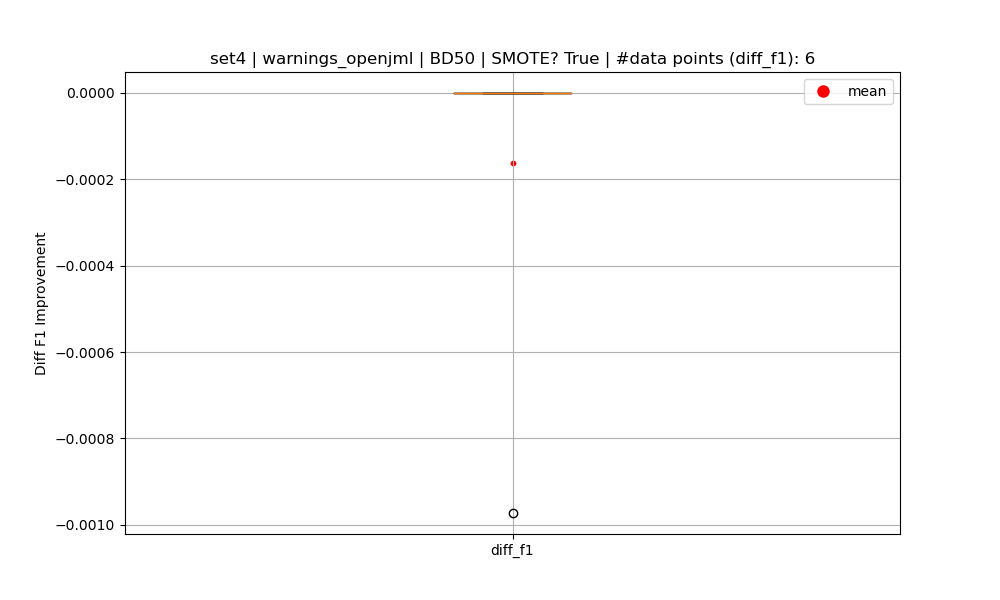 set4 | warnings_openjml | BD50 | SMOTE? True | #data points (diff_f1): 6
mean
0.0000
−0.0002
−0.0004
−0.0006
−0.0008
−0.0010
Diff F1 Improvement
diff_f1